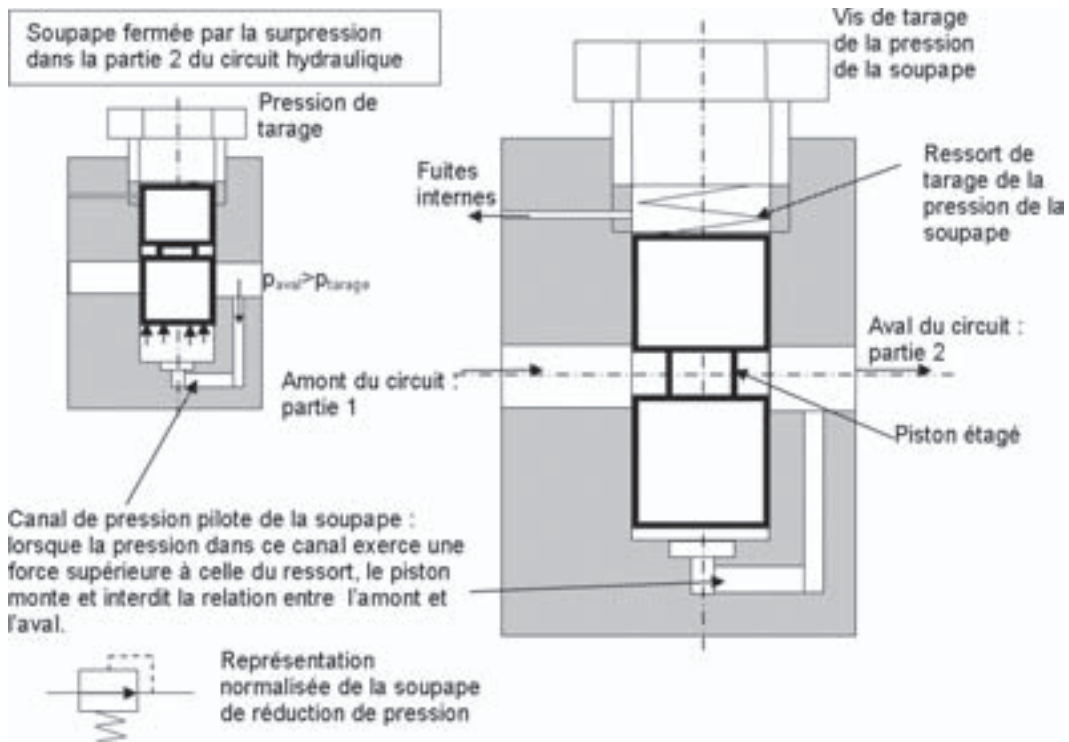 Soupape fermée par la surpression
dans la partie 2 du circuit hydraulique
Pression de
tarage
p aval>p tarage
Vis de tarage
de la pression
de la soupape
Fuites
internes
Ressort de
tarage de la
pression de la
soupape
Amont du circuit :
partie 1
Aval du circuit :
partie 2
Piston étagé
Canal de pression pilote de la soupape :
lorsque la pression dans ce canal exerce une
force supérieure à celle du ressort, le piston
monte et interdit la relation entre l'amont et
l'aval.
Représentation
normalisée de la soupape
de réduction de pression